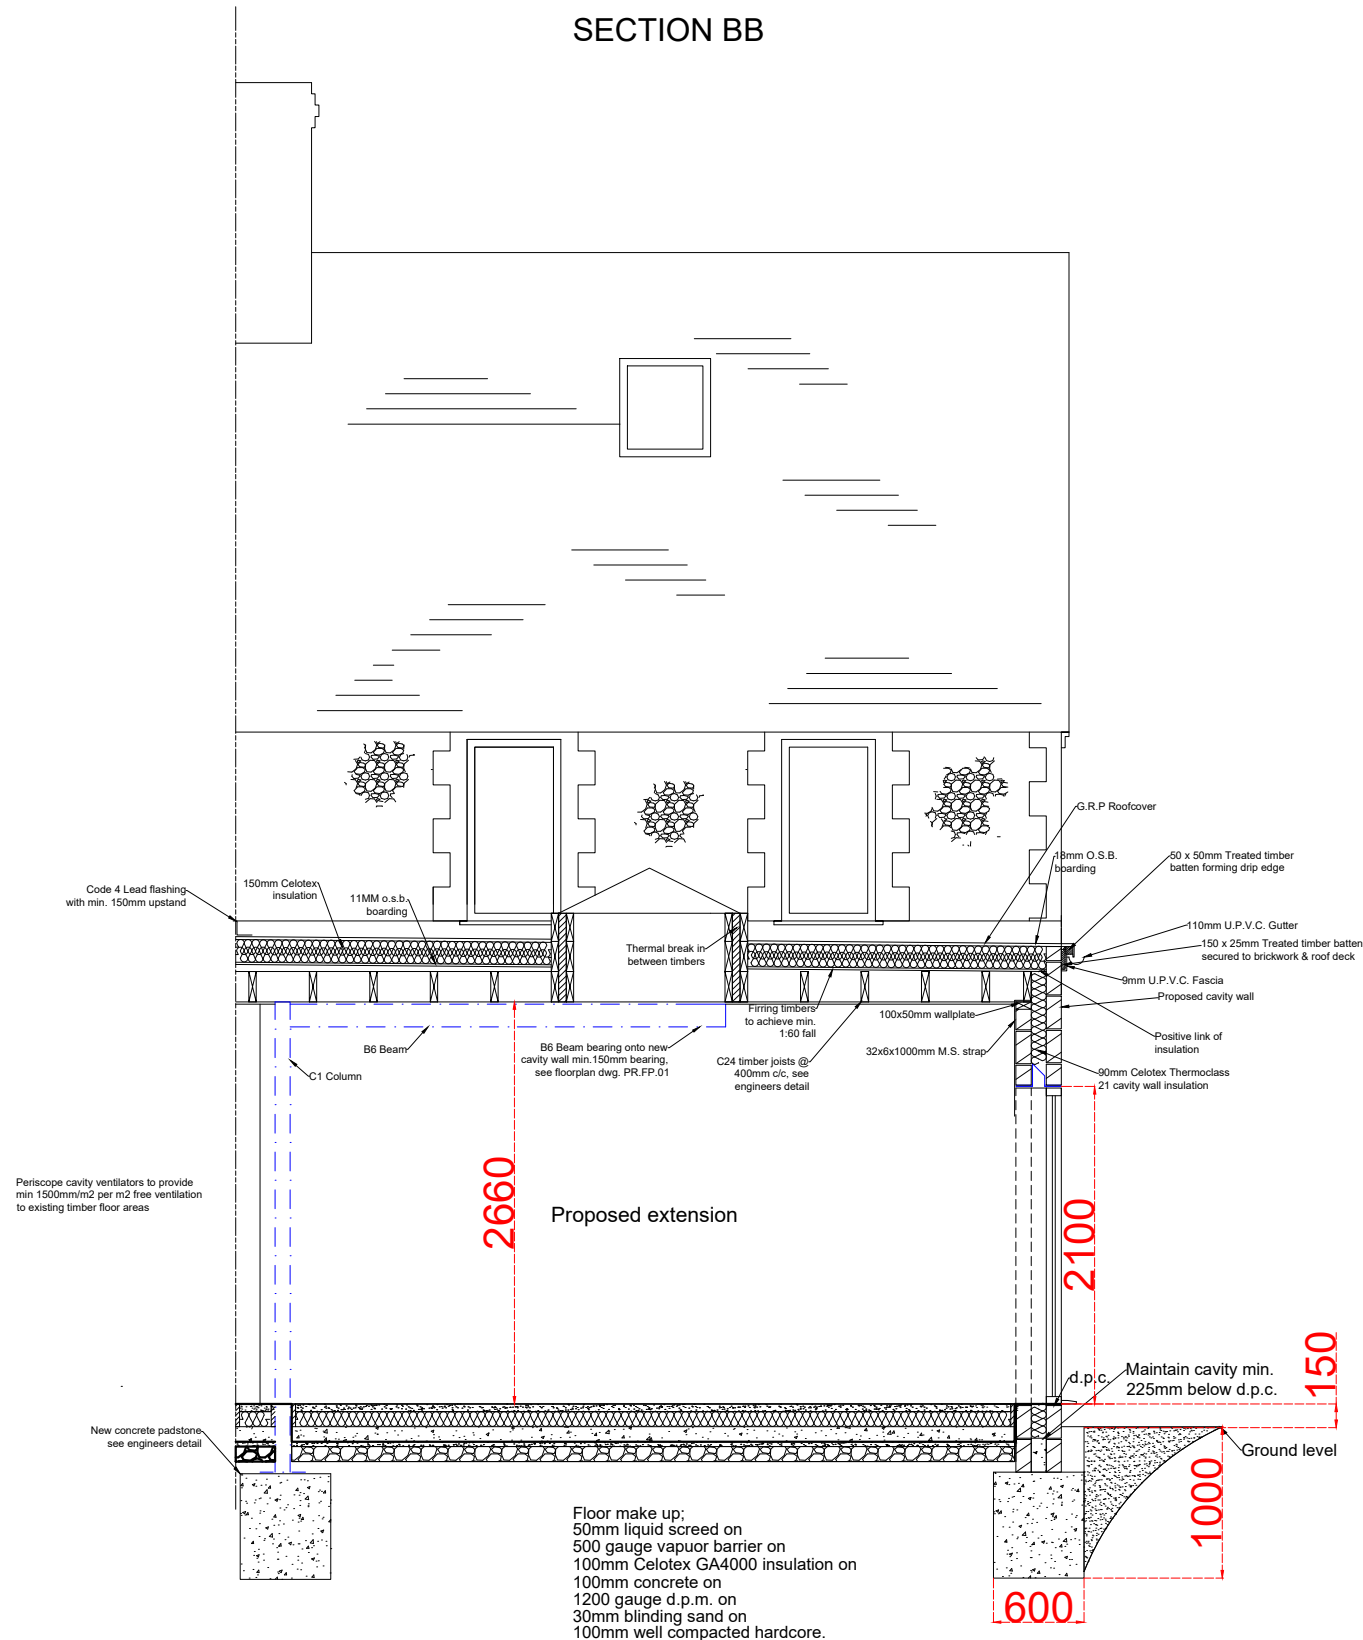 SECTION BB
G.R.P Roofcover
18mm O.S.B.
boarding
50 x 50mm Treated timber
batten forming drip edge
Code 4 Lead flashing
with min. 150mm upstand
150mm Celotex
insulation
11MM o.s.b.
boarding
110mm U.P.V.C. Gutter
150 x 25mm Treated timber batten
secured to brickwork & roof deck
Thermal break in
between timbers
9mm U.P.V.C. Fascia
Proposed cavity wall
Firring timbers
to achieve min.
1:60 fall
100x50mm wallplate
Positive link of
insulation
B6 Beam
B6 Beam bearing onto new
cavity wall min.150mm bearing,
see floorplan dwg. PR.FP.01
C24 timber joists @
400mm c/c, see
engineers detail
32x6x1000mm M.S. strap
90mm Celotex Thermoclass
21 cavity wall insulation
C1 Column
Periscope cavity ventilators to provide
min 1500mm/m2 per m2 free ventilation
to existing timber floor areas
2660
Proposed extension
2100
150
d.p.c.
Maintain cavity min.
225mm below d.p.c.
New concrete padstone
see engineers detail
Ground level
1000
600
Floor make up;
50mm liquid screed on
500 gauge vapuor barrier on
100mm Celotex GA4000 insulation on
100mm concrete on
1200 gauge d.p.m. on
30mm blinding sand on
100mm well compacted hardcore.